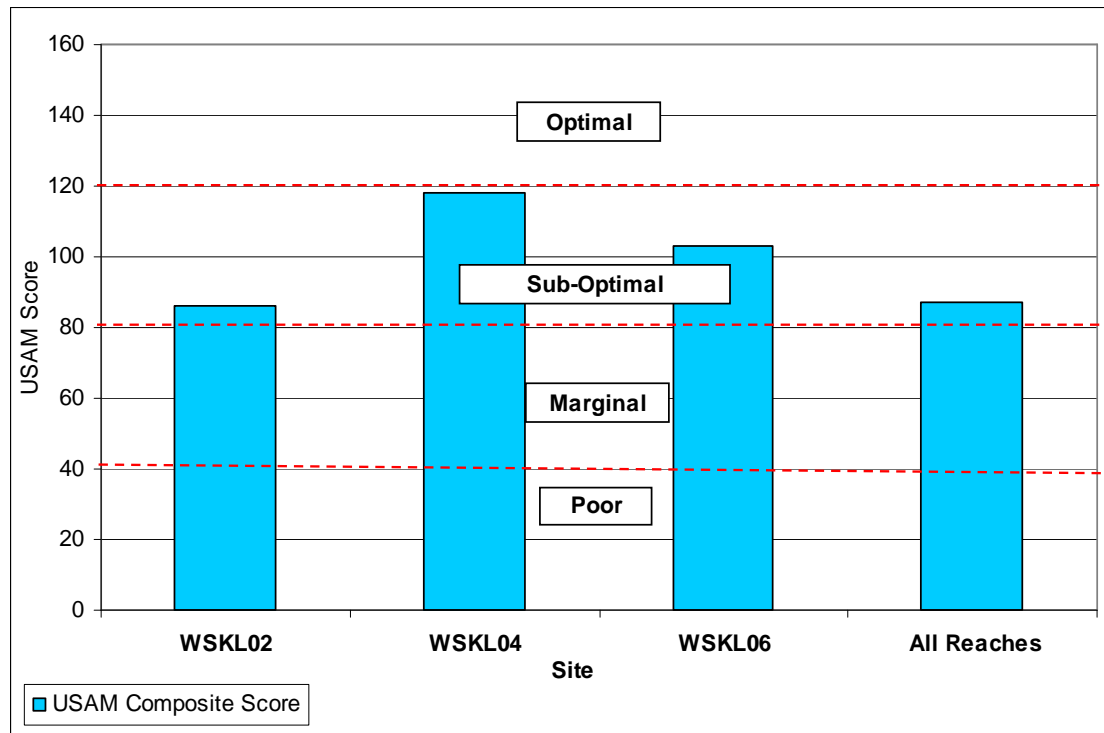 160
140
120
100
80
60
40
20
0
USAM Score
Optimal
Sub-Optimal
Marginal
Poor
WSKL02 WSKL04 WSKL06 All Reaches
Site
USAM Composite Score